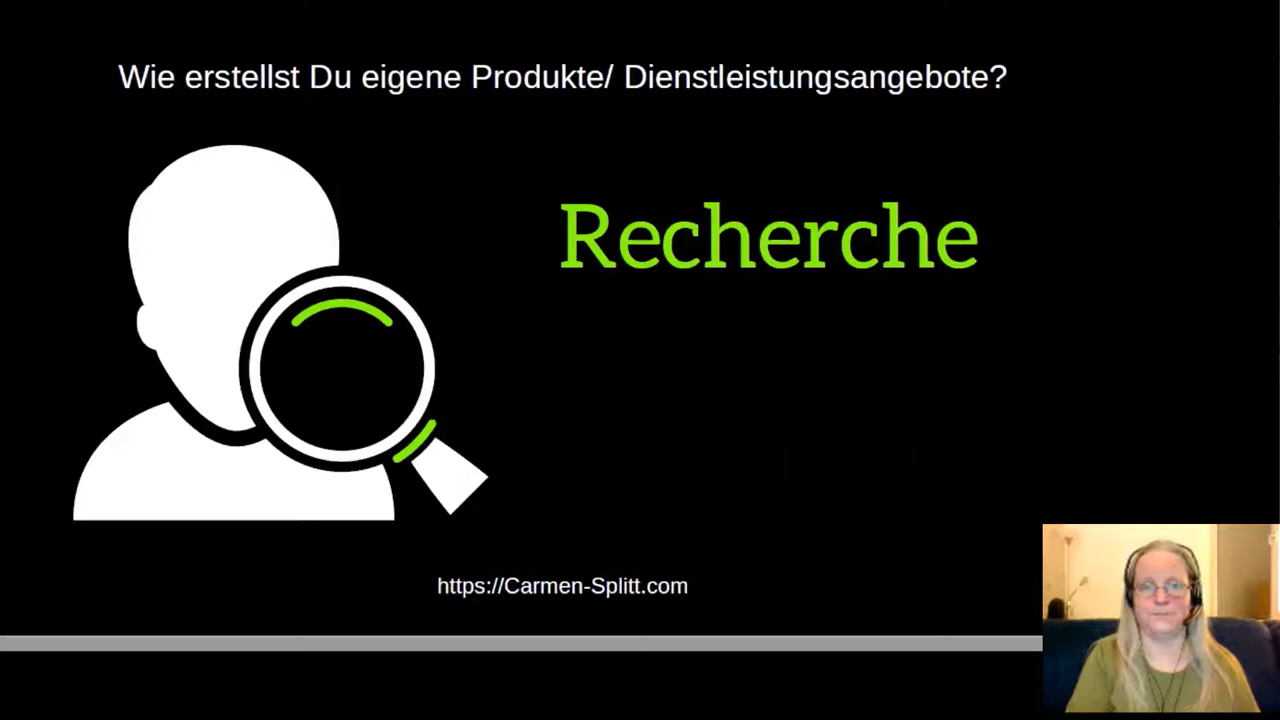 Wie erstellst Du eigene Produkte/ Dienstleistungsangebote?
Recherche
https://Carmen-Splitt.com